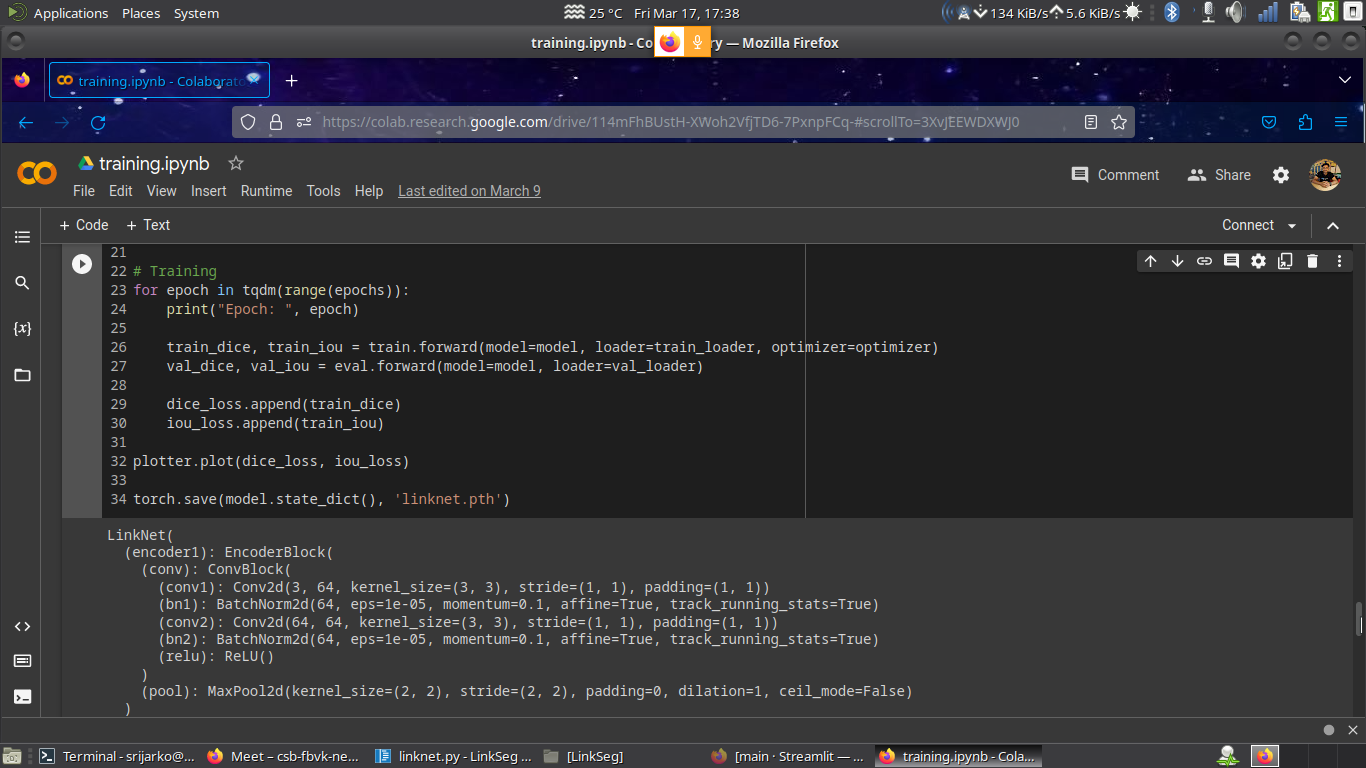 Applications Places System 25 °C Fri Mar 17, 17:38 134 KiB/s 5.6 KiB/s
training.ipynb - Co ry — Mozilla Firefox
training.ipynb - Colaborato
https://colab.research.google.com/drive/114mFhBUstH-XWoh2VfjTD6-7PxnpFCq-#scrollTo=3XvJEEWDXWJ0
training.ipynb
File Edit View Insert Runtime Tools Help Last edited on March 9
Comment Share
+ Code + Text Connect
21
22 # Training
23 for epoch in tqdm(range(epochs)):
24     print("Epoch: ", epoch)
25
26     train_dice, train_iou = train.forward(model=model, loader=train_loader, optimizer=optimizer)
27     val_dice, val_iou = eval.forward(model=model, loader=val_loader)
28
29     dice_loss.append(train_dice)
30     iou_loss.append(train_iou)
31
32 plotter.plot(dice_loss, iou_loss)
33
34 torch.save(model.state_dict(), 'linknet.pth')
LinkNet(
  (encoder1): EncoderBlock(
    (conv): ConvBlock(
      (conv1): Conv2d(3, 64, kernel_size=(3, 3), stride=(1, 1), padding=(1, 1))
      (bn1): BatchNorm2d(64, eps=1e-05, momentum=0.1, affine=True, track_running_stats=True)
      (conv2): Conv2d(64, 64, kernel_size=(3, 3), stride=(1, 1), padding=(1, 1))
      (bn2): BatchNorm2d(64, eps=1e-05, momentum=0.1, affine=True, track_running_stats=True)
      (relu): ReLU()
    )
    (pool): MaxPool2d(kernel_size=(2, 2), stride=(2, 2), padding=0, dilation=1, ceil_mode=False)
  )
Terminal - srijarko@... Meet – csb-fbvk-ne... linknet.py - LinkSeg ... [LinkSeg] [main · Streamlit — ... training.ipynb - Cola...